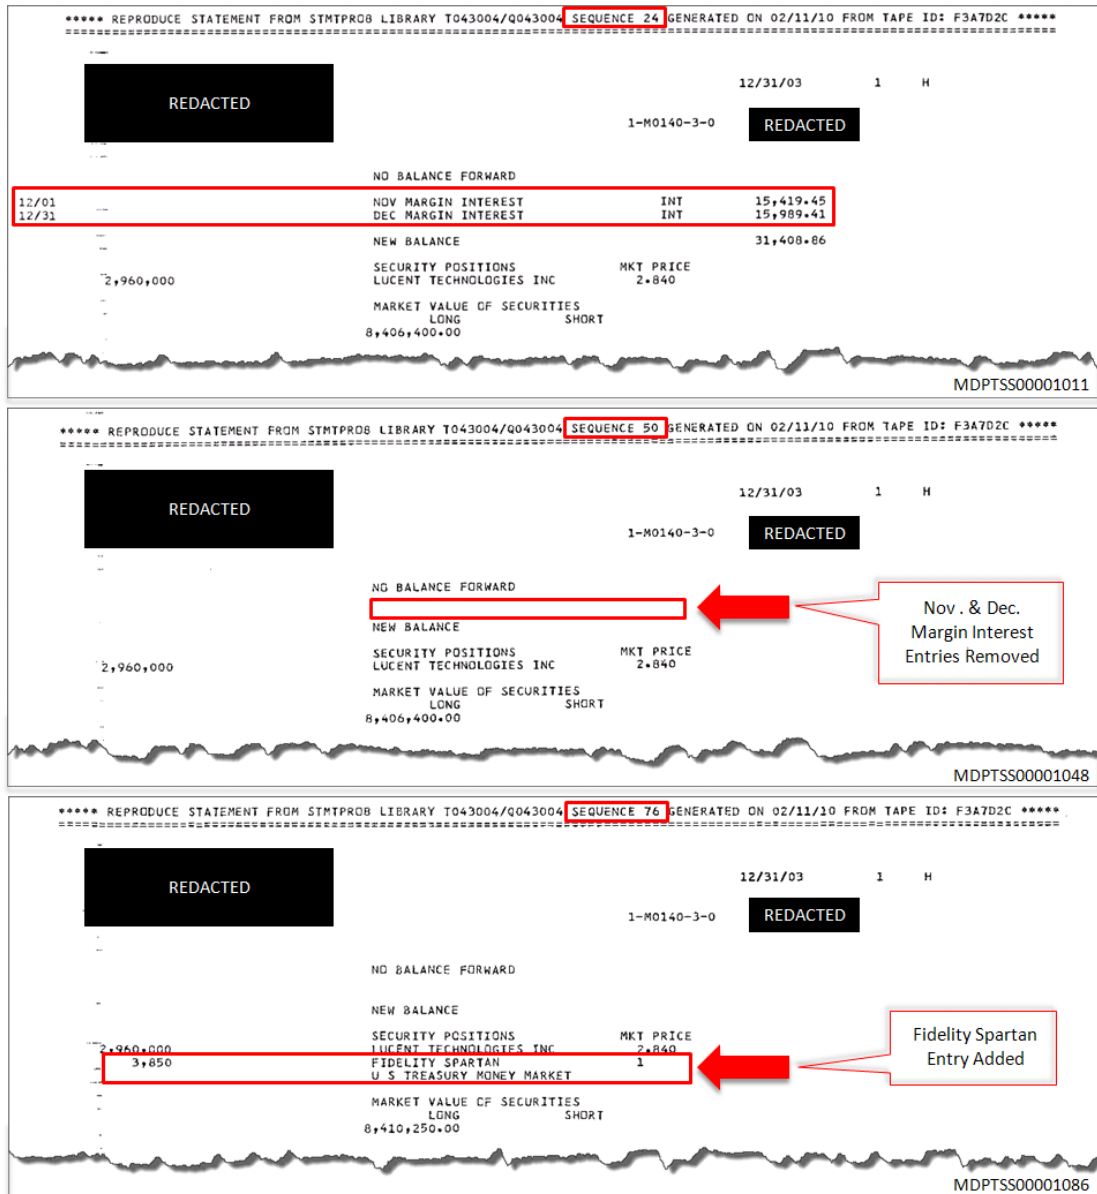 ***** REPRODUCE STATEMENT FROM STMTPRO8 LIBRARY T043004/Q043004 SEQUENCE 24 GENERATED ON 02/11/10 FROM TAPE ID: F3A7D2C *****
REDACTED
12/31/03 1 H
1-M0140-3-0 REDACTED
NO BALANCE FORWARD
12/01 NOV MARGIN INTEREST INT 15,419.45
12/31 DEC MARGIN INTEREST INT 15,989.41
NEW BALANCE 31,408.86
SECURITY POSITIONS MKT PRICE
2,960,000 LUCENT TECHNOLOGIES INC 2.840
MARKET VALUE OF SECURITIES
LONG SHORT
8,406,400.00
MDPTSS00001011
***** REPRODUCE STATEMENT FROM STMTPRO8 LIBRARY T043004/Q043004 SEQUENCE 50 GENERATED ON 02/11/10 FROM TAPE ID: F3A7D2C *****
REDACTED
12/31/03 1 H
1-M0140-3-0 REDACTED
NO BALANCE FORWARD
Nov . & Dec.
Margin Interest
Entries Removed
NEW BALANCE
SECURITY POSITIONS MKT PRICE
2,960,000 LUCENT TECHNOLOGIES INC 2.840
MARKET VALUE OF SECURITIES
LONG SHORT
8,406,400.00
MDPTSS00001048
***** REPRODUCE STATEMENT FROM STMTPRO8 LIBRARY T043004/Q043004 SEQUENCE 76 GENERATED ON 02/11/10 FROM TAPE ID: F3A7D2C *****
REDACTED
12/31/03 1 H
1-M0140-3-0 REDACTED
NO BALANCE FORWARD
NEW BALANCE
SECURITY POSITIONS MKT PRICE
2,960,000 LUCENT TECHNOLOGIES INC 2.840
3,850 FIDELITY SPARTAN 1
U S TREASURY MONEY MARKET
Fidelity Spartan
Entry Added
MARKET VALUE OF SECURITIES
LONG SHORT
8,410,250.00
MDPTSS00001086